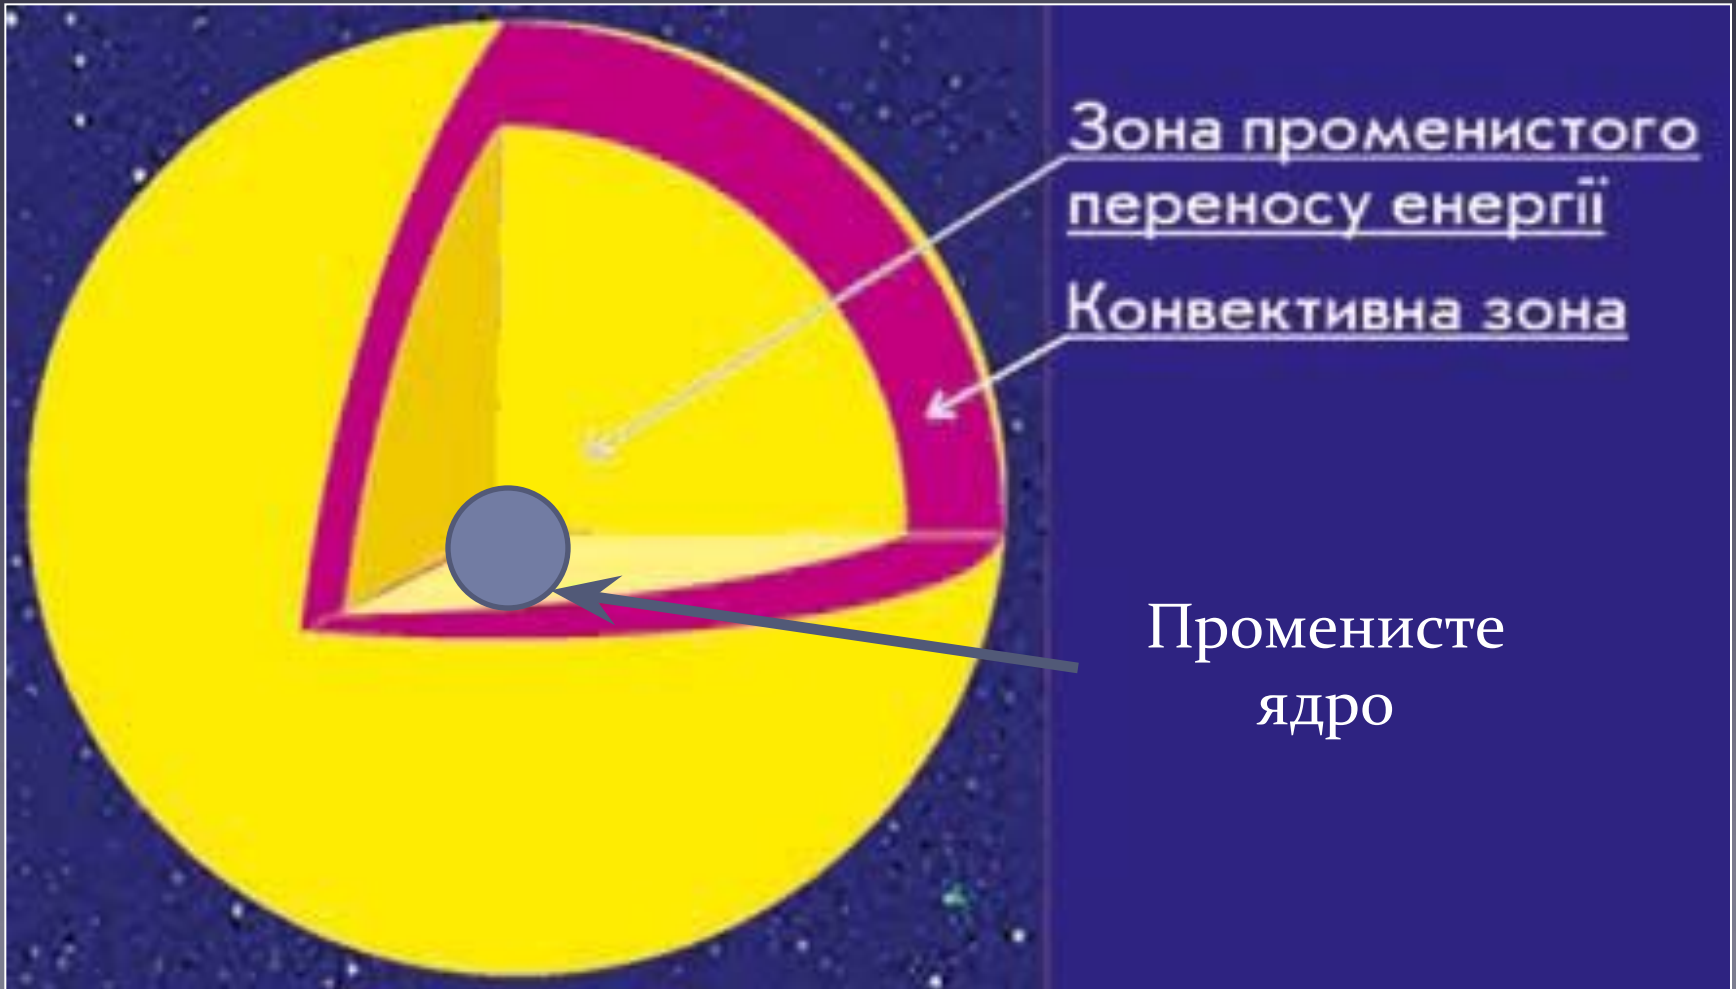 Зона променистого
переносу енергії
Конвективна зона
Променисте
ядро